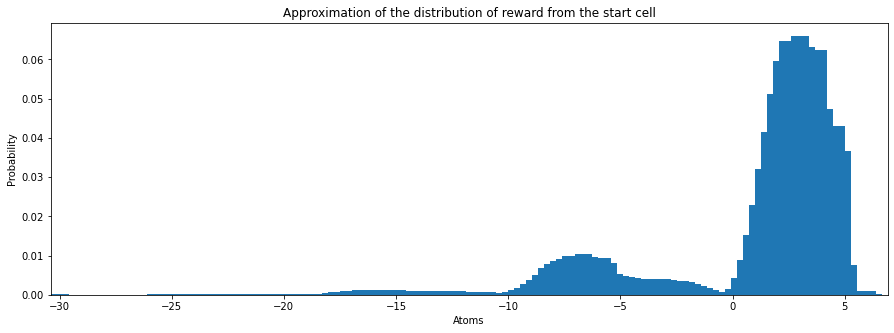 Approximation of the distribution of reward from the start cell
Probability
0.06
0.05
0.04
0.03
0.02
0.01
0.00
−30 −25 −20 −15 −10 −5 0 5
Atoms